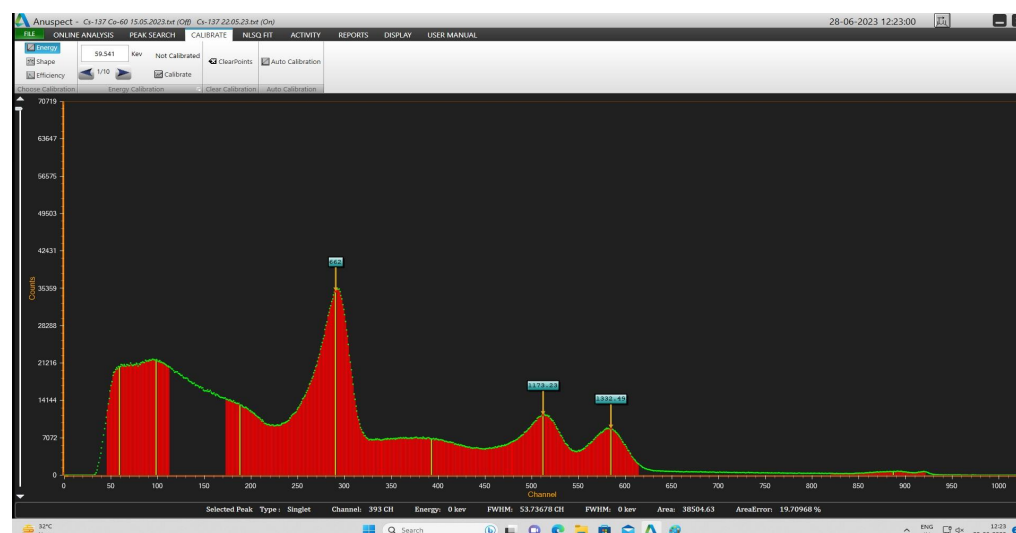 Anuspect - Cs-137 Co-60 15.05.2023.txt (Off) Cs-137 22.05.23.txt (On) 28-06-2023 12:23:00
FILE ONLINE ANALYSIS PEAK SEARCH CALIBRATE NLSQ FIT ACTIVITY REPORTS DISPLAY USER MANUAL
Energy 59.541 Kev Not Calibrated
Shape ClearPoints Auto Calibration
Efficiency 1/10 Calibrate
Choose Calibration Energy Calibration Clear Calibration Auto Calibration
70719
63647
56575
49503
42431
662
35359
28288
21216
1173.23
1332.49
14144
7072
0
Counts
0 50 100 150 200 250 300 350 400 450 500 550 600 650 700 750 800 850 900 950 1000
Channel
Selected Peak Type : Singlet Channel: 393 CH Energy: 0 kev FWHM: 53.73678 CH FWHM: 0 kev Area: 38504.63 AreaError: 19.70968 %
32°C Search ENG 12:23